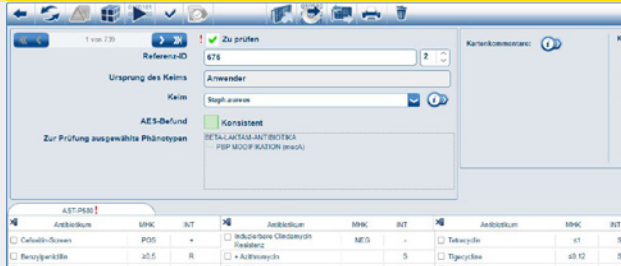 1 von 739
Zu prüfen
Referenz-ID
676
2
Ursprung des Keims
Anwender
Keim
Staph.aureus
AES-Befund
Konsistent
Zur Prüfung ausgewählte Phänotypen
BETA-LAKTAM-ANTIBIOTIKA
PBP MODIFIKATION (mecA)
Kartenkommentare:
AST-P580!
Antibiotikum MHK INT Antibiotikum MHK INT Antibiotikum MHK INT
Cefoxitin-Screen POS + Induzierbare Clindamycin Resistenz NEG - Tetracyclin ≤1 S
Benzylpenicillin ≥0,5 R + Azithromycin S Tigecyclin ≤0,12 S